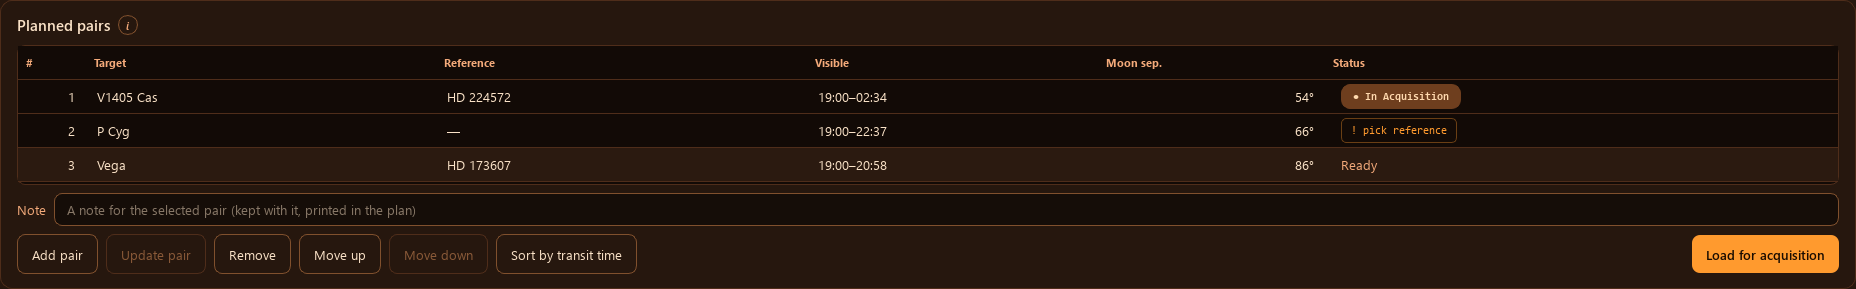 Planned pairs i
# Target Reference Visible Moon sep. Status
1 V1405 Cas HD 224572 19:00–02:34 54° • In Acquisition
2 P Cyg — 19:00–22:37 66° ! pick reference
3 Vega HD 173607 19:00–20:58 86° Ready
Note A note for the selected pair (kept with it, printed in the plan)
Add pair Update pair Remove Move up Move down Sort by transit time Load for acquisition